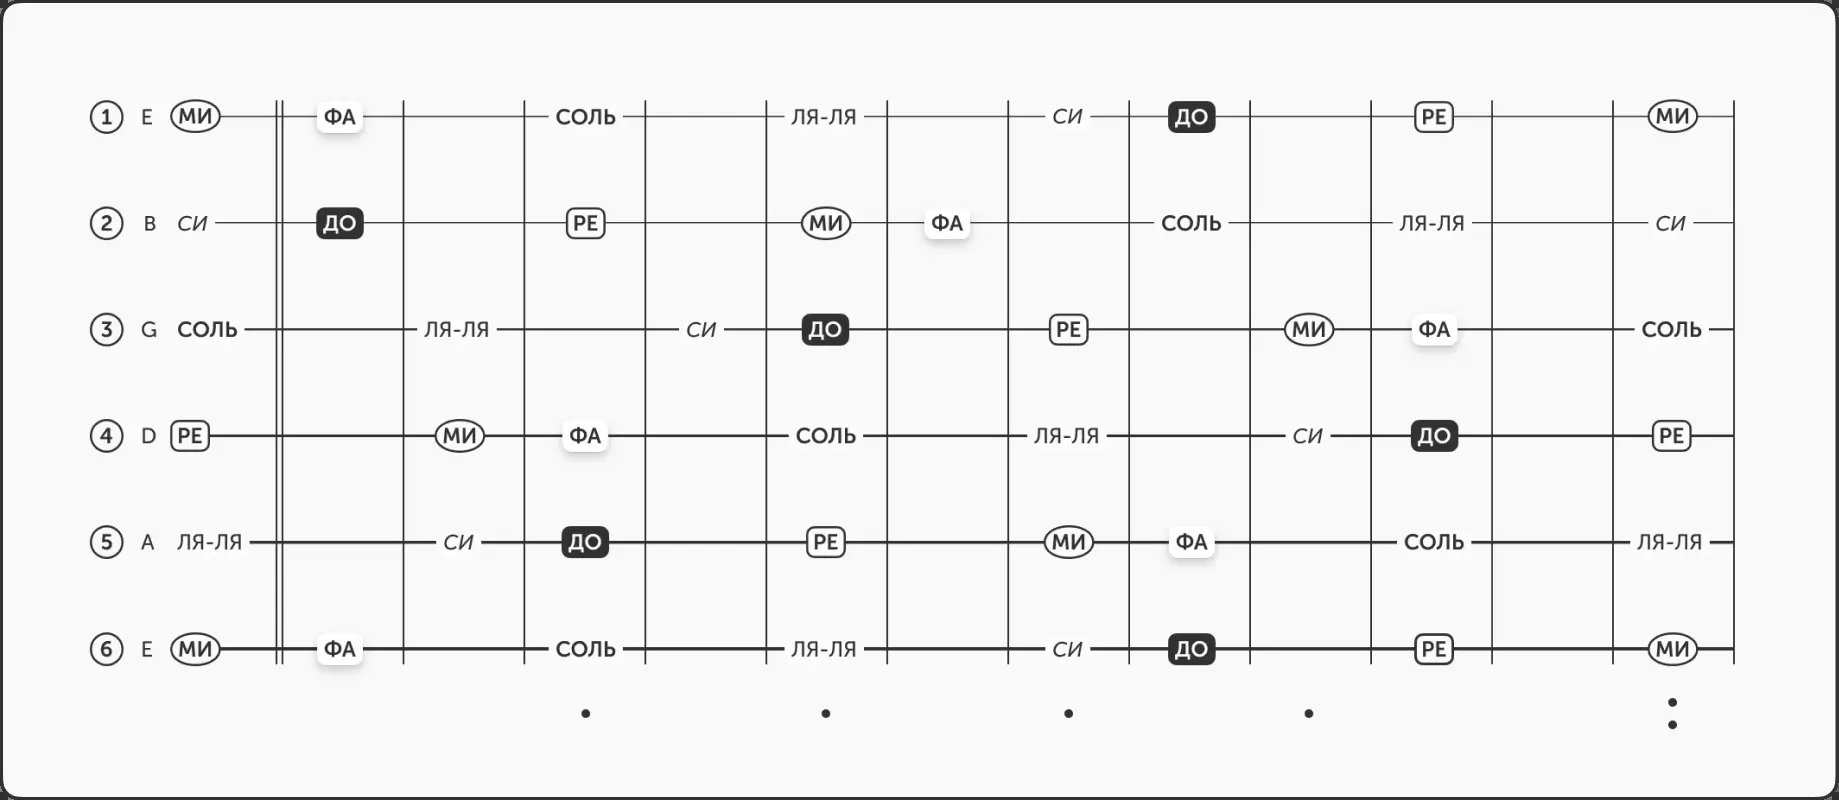 1 E МИ ФА СОЛЬ ЛЯ-ЛЯ СИ ДО РЕ МИ
2 B СИ ДО РЕ МИ ФА СОЛЬ ЛЯ-ЛЯ СИ
3 G СОЛЬ ЛЯ-ЛЯ СИ ДО РЕ МИ ФА СОЛЬ
4 D РЕ МИ ФА СОЛЬ ЛЯ-ЛЯ СИ ДО РЕ
5 A ЛЯ-ЛЯ СИ ДО РЕ МИ ФА СОЛЬ ЛЯ-ЛЯ
6 E МИ ФА СОЛЬ ЛЯ-ЛЯ СИ ДО РЕ МИ